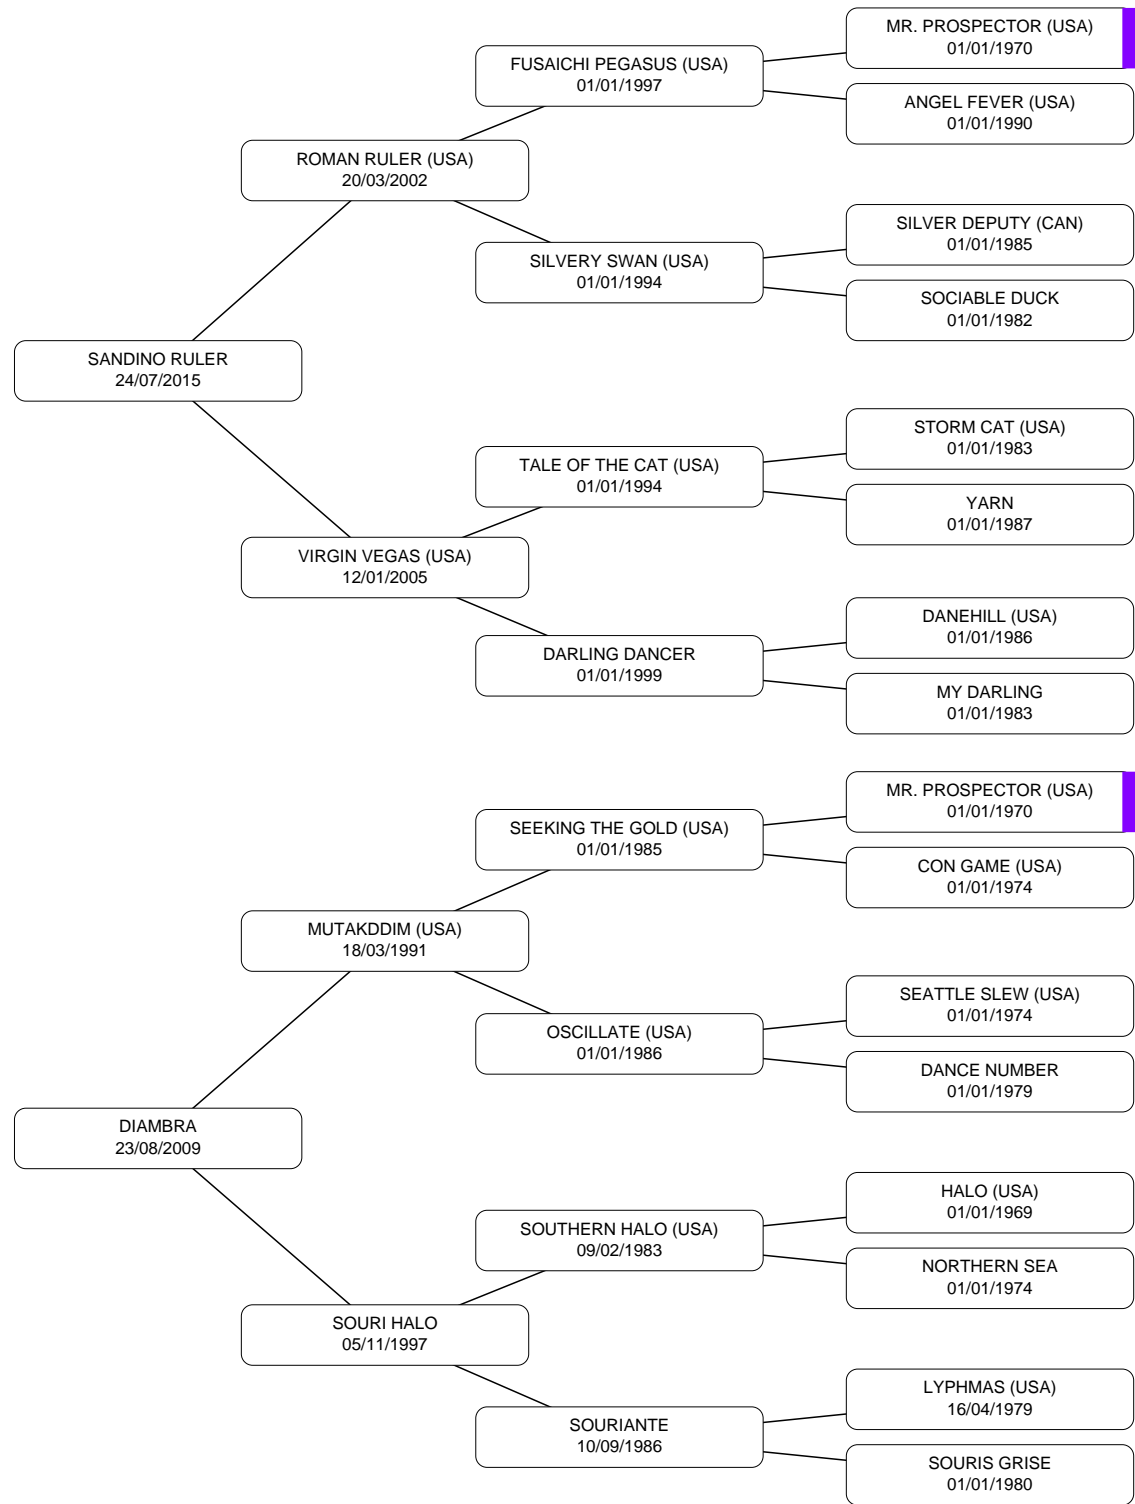 MR. PROSPECTOR (USA)
01/01/1970
FUSAICHI PEGASUS (USA)
01/01/1997
ANGEL FEVER (USA)
01/01/1990
ROMAN RULER (USA)
20/03/2002
SILVER DEPUTY (CAN)
01/01/1985
SILVERY SWAN (USA)
01/01/1994
SOCIABLE DUCK
01/01/1982
SANDINO RULER
24/07/2015
STORM CAT (USA)
01/01/1983
TALE OF THE CAT (USA)
01/01/1994
YARN
01/01/1987
VIRGIN VEGAS (USA)
12/01/2005
DANEHILL (USA)
01/01/1986
DARLING DANCER
01/01/1999
MY DARLING
01/01/1983
MR. PROSPECTOR (USA)
01/01/1970
SEEKING THE GOLD (USA)
01/01/1985
CON GAME (USA)
01/01/1974
MUTAKDDIM (USA)
18/03/1991
SEATTLE SLEW (USA)
01/01/1974
OSCILLATE (USA)
01/01/1986
DANCE NUMBER
01/01/1979
DIAMBRA
23/08/2009
HALO (USA)
01/01/1969
SOUTHERN HALO (USA)
09/02/1983
NORTHERN SEA
01/01/1974
SOURI HALO
05/11/1997
LYPHMAS (USA)
16/04/1979
SOURIANTE
10/09/1986
SOURIS GRISE
01/01/1980